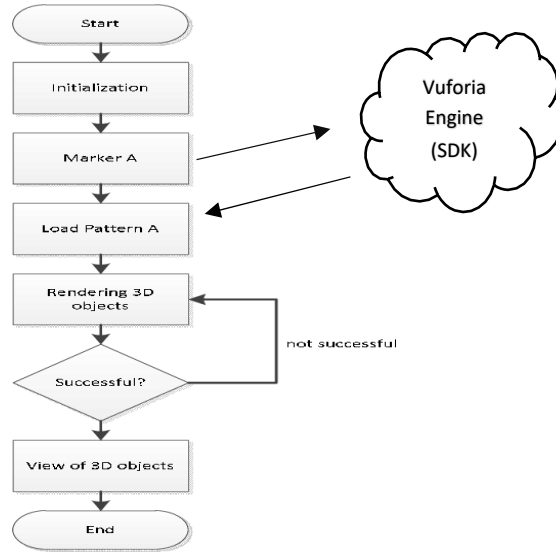 Start
Initialization
Marker A
Vuforia
Engine
(SDK)
Load Pattern A
Rendering 3D
objects
not successful
Successful?
View of 3D objects
End